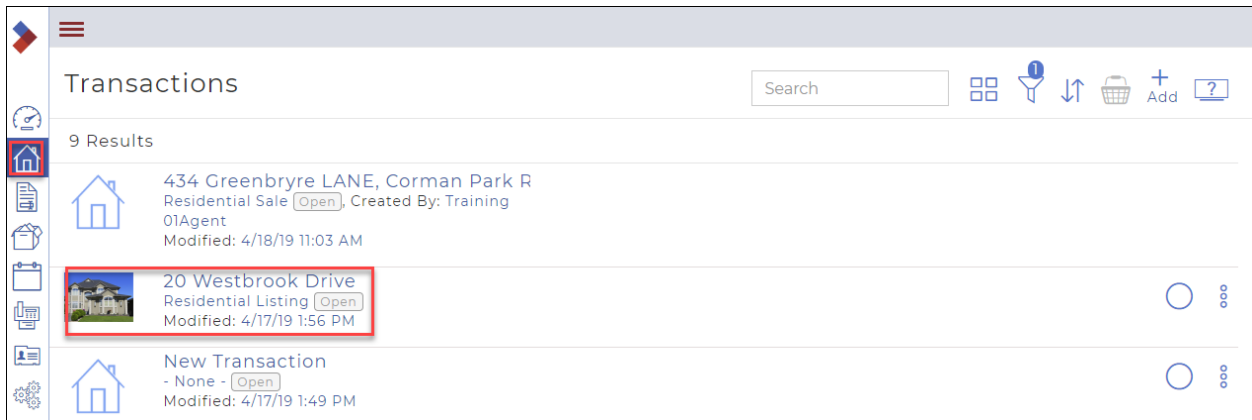 Transactions
Search
1
Add
?
9 Results
434 Greenbryre LANE, Corman Park R
Residential Sale Open, Created By: Training
01Agent
Modified: 4/18/19 11:03 AM
20 Westbrook Drive
Residential Listing Open
Modified: 4/17/19 1:56 PM
New Transaction
- None - Open
Modified: 4/17/19 1:49 PM